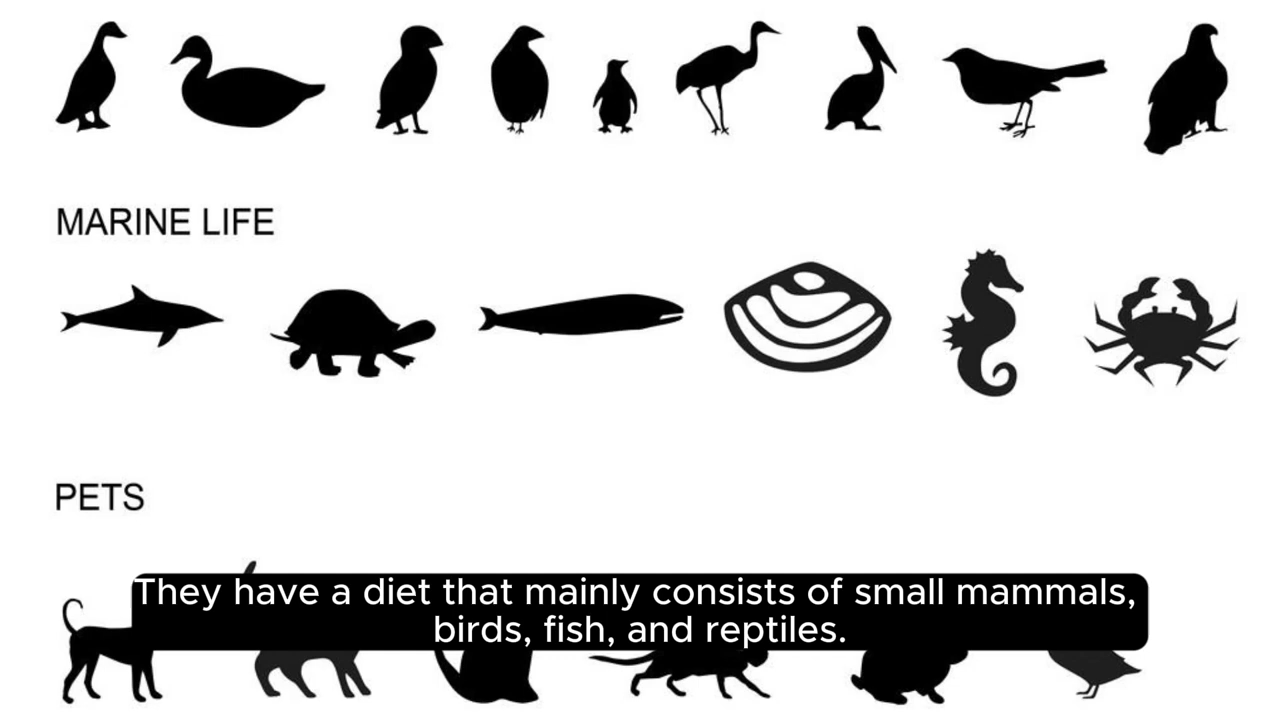 MARINE LIFE
PETS
They have a diet that mainly consists of small mammals,
birds, fish, and reptiles.